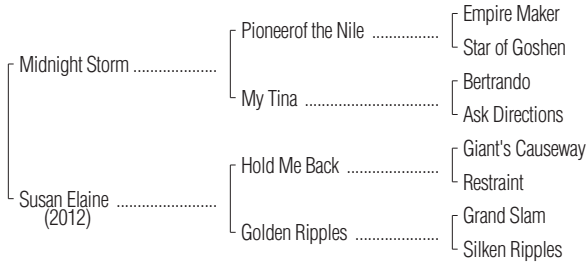 Empire Maker
Pioneerof the Nile ..................
Star of Goshen
Midnight Storm .....................
Bertrando
My Tina .................................
Ask Directions
Giant's Causeway
Hold Me Back .........................
Restraint
Susan Elaine .........................
(2012)
Grand Slam
Golden Ripples .......................
Silken Ripples